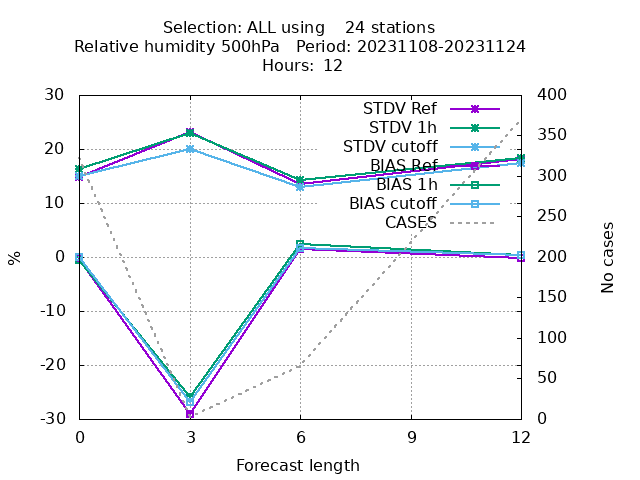 Selection: ALL using    24 stations
Relative humidity 500hPa   Period: 20231108-20231124
Hours: 12
30
20
10
0
-10
-20
-30
%
STDV Ref
STDV 1h
STDV cutoff
BIAS Ref
BIAS 1h
BIAS cutoff
CASES
400
350
300
250
200
150
100
50
0
No cases
0 3 6 9 12
Forecast length